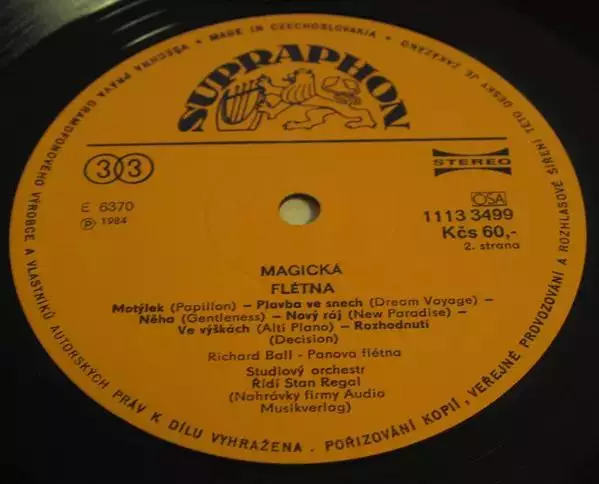 MADE IN CZECHOSLOVAKIA • VŠECHNA PRÁVA GRAMOFONOVÉHO VÝROBCE A VLASTNÍKŮ AUTORSKÝCH PRÁV K DÍLU VYHRAŽENA. POŘIZOVÁNÍ KOPIÍ, VEŘEJNÉ PROVOZOVÁNÍ A ROZHLASOVÉ ŠÍŘENÍ TÉTO DESKY JE ZAKÁZÁNO •
SUPRAPHON
33
STEREO
E 6370
OSA
℗ 1984
1113 3499
Kčs 60,-
2. strana
MAGICKÁ
FLÉTNA
Motýlek (Papillon) – Plavba ve snech (Dream Voyage) –
Něha (Gentleness) – Nový ráj (New Paradise) –
Ve výškách (Alti Plano) – Rozhodnutí
(Decision)
Richard Ball - Panova flétna
Studiový orchestr
Řídí Stan Regal
(Nahrávky firmy Audio
Musikverlag)